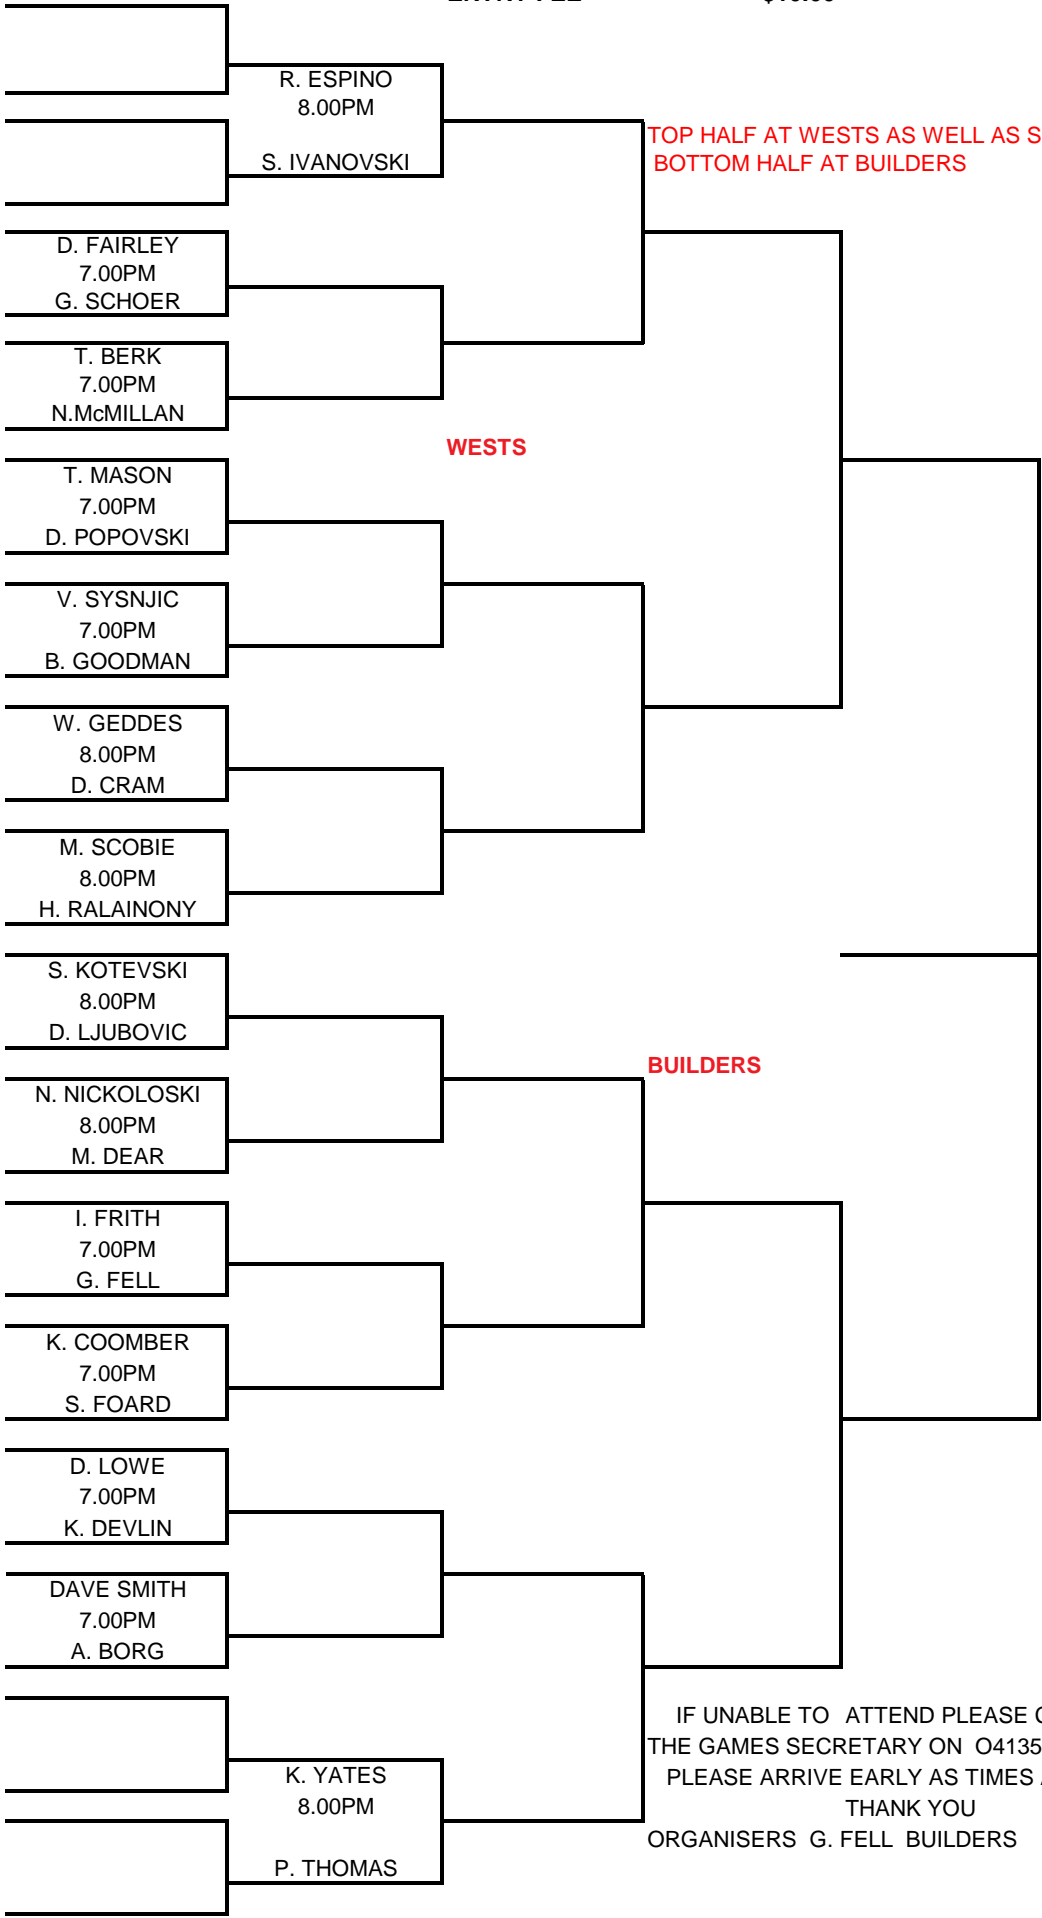 R. ESPINO
8.00PM
S. IVANOVSKI
TOP HALF AT WESTS AS WELL AS
BOTTOM HALF AT BUILDERS
D. FAIRLEY
7.00PM
G. SCHOER
T. BERK
7.00PM
N.McMILLAN
WESTS
T. MASON
7.00PM
D. POPOVSKI
V. SYSNJIC
7.00PM
B. GOODMAN
W. GEDDES
8.00PM
D. CRAM
M. SCOBIE
8.00PM
H. RALAINONY
S. KOTEVSKI
8.00PM
D. LJUBOVIC
BUILDERS
N. NICKOLOSKI
8.00PM
M. DEAR
I. FRITH
7.00PM
G. FELL
K. COOMBER
7.00PM
S. FOARD
D. LOWE
7.00PM
K. DEVLIN
DAVE SMITH
7.00PM
A. BORG
IF UNABLE TO ATTEND PLEASE
THE GAMES SECRETARY ON O4135
PLEASE ARRIVE EARLY AS TIMES
THANK YOU
ORGANISERS G. FELL BUILDERS
K. YATES
8.00PM
P. THOMAS